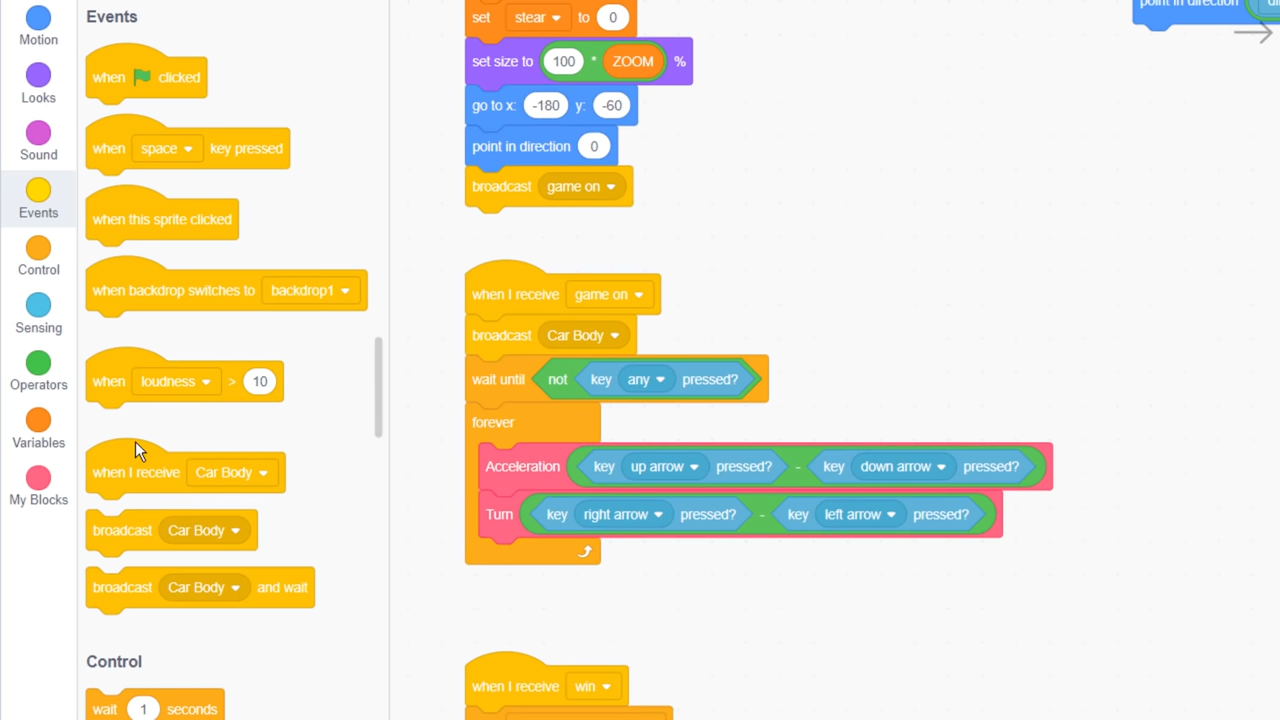 Motion
Looks
Sound
Events
Control
Sensing
Operators
Variables
My Blocks
Events
when clicked
when space key pressed
when this sprite clicked
when backdrop switches to backdrop1
when loudness > 10
when I receive Car Body
broadcast Car Body
broadcast Car Body and wait
Control
wait 1 seconds
set stear to 0
set size to 100 * ZOOM %
go to x: -180 y: -60
point in direction 0
broadcast game on
when I receive game on
broadcast Car Body
wait until not key any pressed?
forever
Acceleration key up arrow pressed? - key down arrow pressed?
Turn key right arrow pressed? - key left arrow pressed?
when I receive win
point in direction